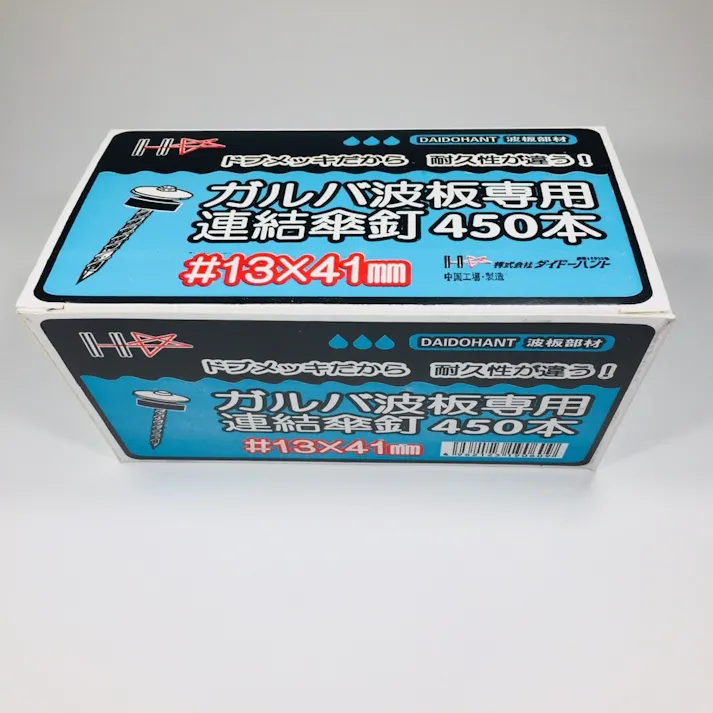 DAIDOHANT 波板部材
ドブメッキだから 耐久性が違う！
ガルバ波板専用
連結傘釘 450本
#13×41mm
株式会社 ダイドーハント
中国工場・製造
DAIDOHANT 波板部材
ドブメッキだから 耐久性が違う！
ガルバ波板専用
連結傘釘 450本
#13×41mm